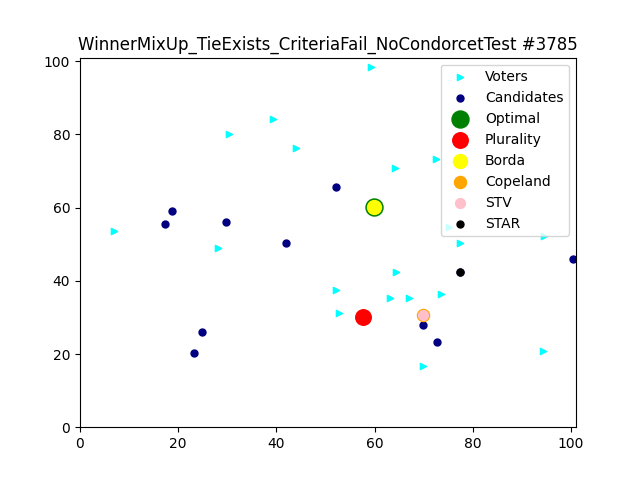 WinnerMixUp_TieExists_CriteriaFail_NoCondorcetTest #3785
100
80
60
40
20
0
0 20 40 60 80 100
Voters
Candidates
Optimal
Plurality
Borda
Copeland
STV
STAR